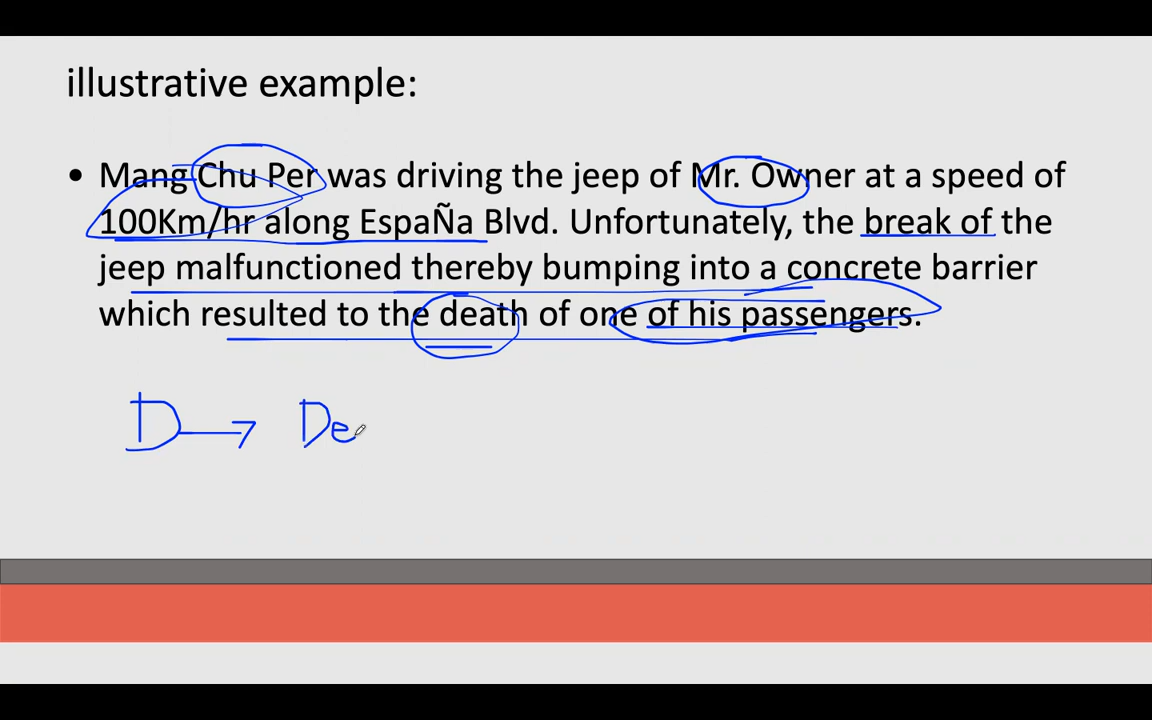 illustrative example:
• Mang Chu Per was driving the jeep of Mr. Owner at a speed of
100Km/hr along EspaÑa Blvd. Unfortunately, the break of the
jeep malfunctioned thereby bumping into a concrete barrier
which resulted to the death of one of his passengers.
D → De